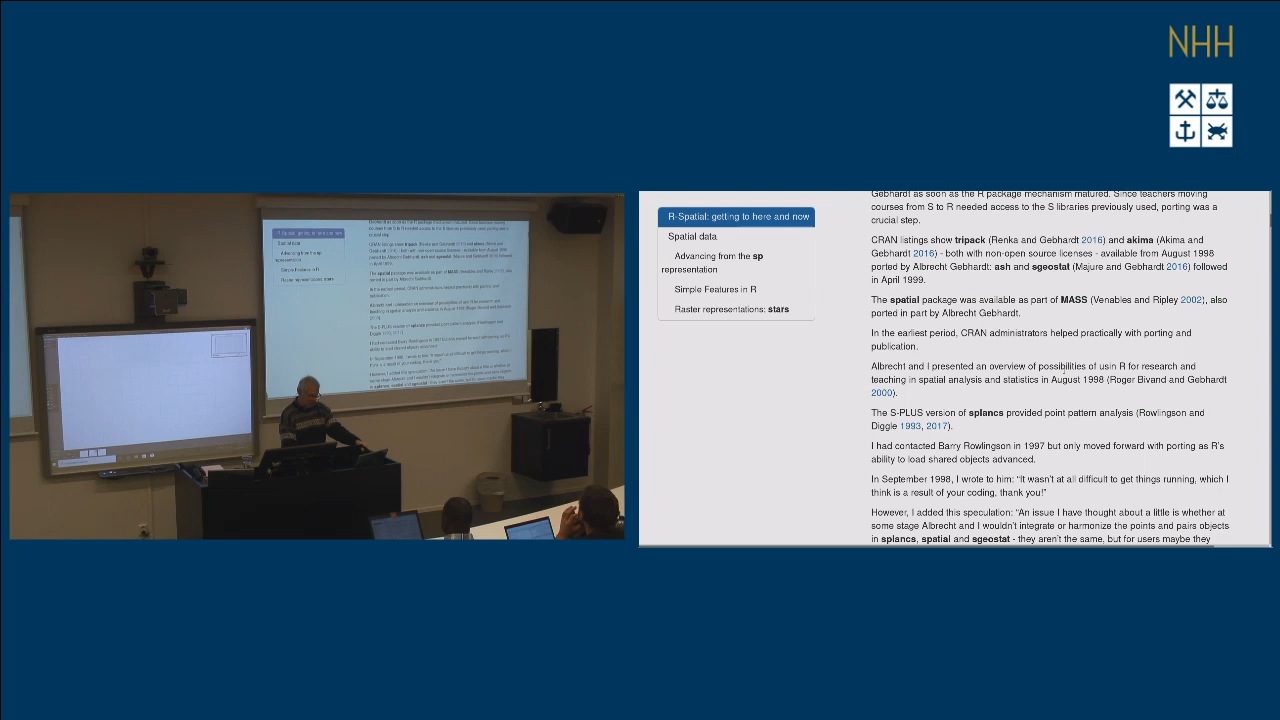 NHH
Gebhardt as soon as the R package mechanism matured. Since teachers moving
courses from S to R needed access to the S libraries previously used, porting was a
crucial step.
R-Spatial: getting to here and now
Spatial data
Advancing from the sp
representation
Simple Features in R
Raster representations: stars
CRAN listings show tripack (Renka and Gebhardt 2016) and akima (Akima and
Gebhardt 2016) - both with non open source licenses - available from August 1998
ported by Albrecht Gebhardt; ash and sgeostat (Majure and Gebhardt 2016) followed
in April 1999.
The spatial package was available as part of MASS (Venables and Ripley 2002), also
ported in part by Albrecht Gebhardt.
In the earliest period, CRAN administrators helped practically with porting and
publication.
Albrecht and I presented an overview of possibilities of usin R for research and
teaching in spatial analysis and statistics in August 1998 (Roger Bivand and Gebhardt
2000).
The S-PLUS version of splancs provided point pattern analysis (Rowlingson and
Diggle 1993, 2017).
I had contacted Barry Rowlingson in 1997 but only moved forward with porting as R's
ability to load shared objects advanced.
In September 1998, I wrote to him: "It wasn't at all difficult to get things running, which I
think is a result of your coding, thank you!"
However, I added this speculation: "An issue I have thought about a little is whether at
some stage Albrecht and I wouldn't integrate or harmonize the points and pairs objects
in splancs, spatial and sgeostat - they aren't the same, but for users maybe they